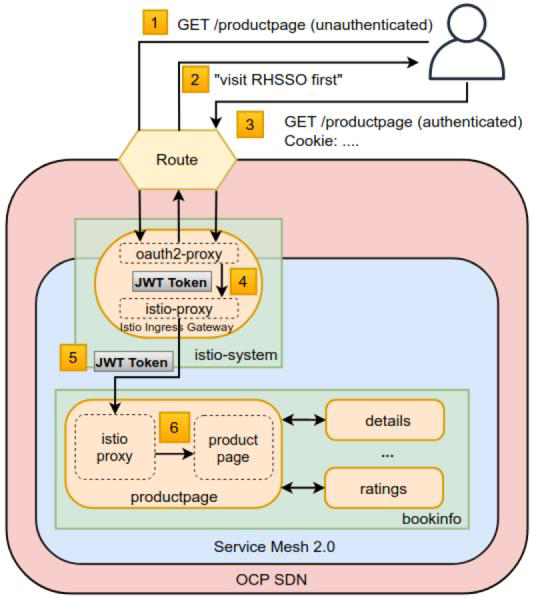 1 GET /productpage (unauthenticated)
2 "visit RHSSO first"
3 GET /productpage (authenticated)
Cookie: ....
Route
oauth2-proxy
JWT Token 4
istio-proxy
Istio Ingress Gateway
istio-system
5 JWT Token
istio
proxy
6
product
page
productpage
details
...
ratings
bookinfo
Service Mesh 2.0
OCP SDN